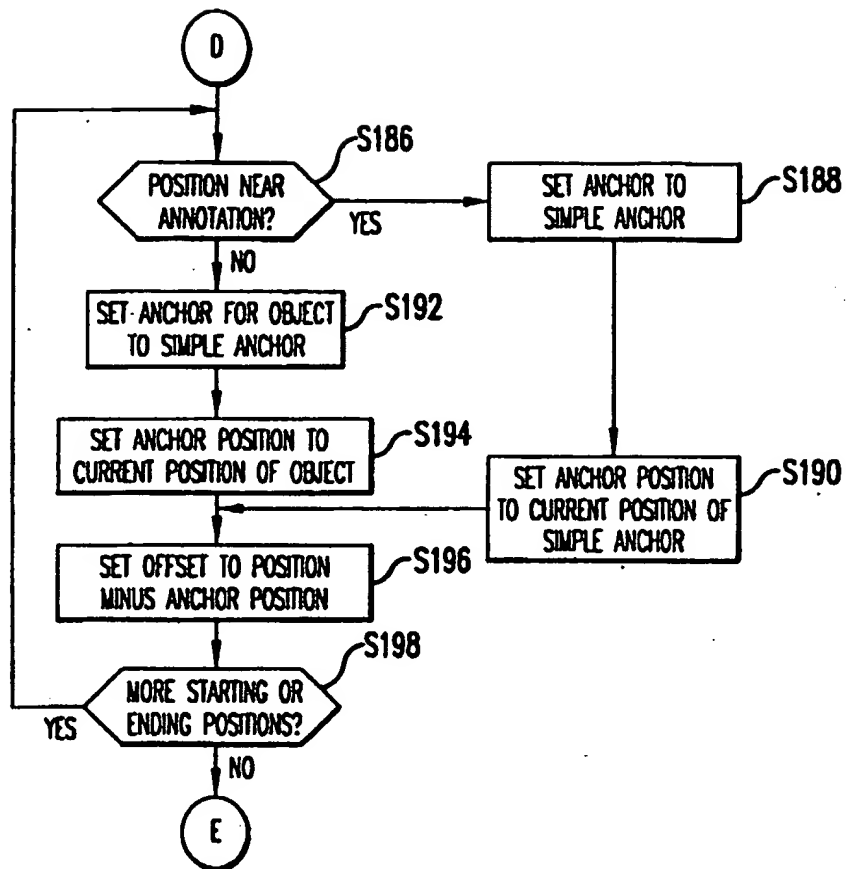 D
S186
POSITION NEAR
ANNOTATION?
YES
NO
SET ANCHOR TO
SIMPLE ANCHOR
S188
SET ANCHOR FOR OBJECT
TO SIMPLE ANCHOR
S192
SET ANCHOR POSITION TO
CURRENT POSITION OF OBJECT
S194
SET ANCHOR POSITION
TO CURRENT POSITION OF
SIMPLE ANCHOR
S190
SET OFFSET TO POSITION
MINUS ANCHOR POSITION
S196
S198
MORE STARTING OR
ENDING POSITIONS?
YES
NO
E